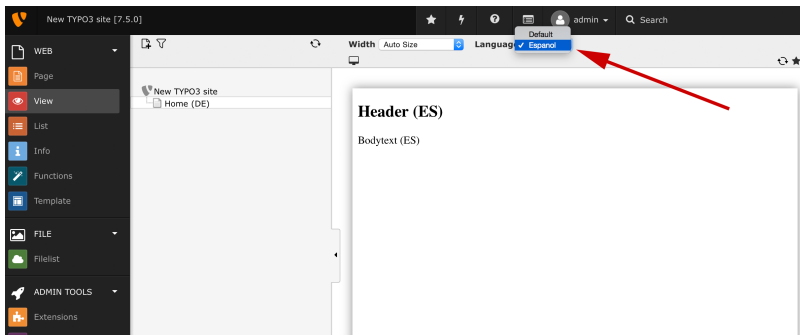 New TYPO3 site [7.5.0]
admin
Search
WEB
Page
View
List
Info
Functions
Template
FILE
Filelist
ADMIN TOOLS
Extensions
New TYPO3 site
Home (DE)
Width Auto Size Language
Default
✓ Espanol
Header (ES)
Bodytext (ES)